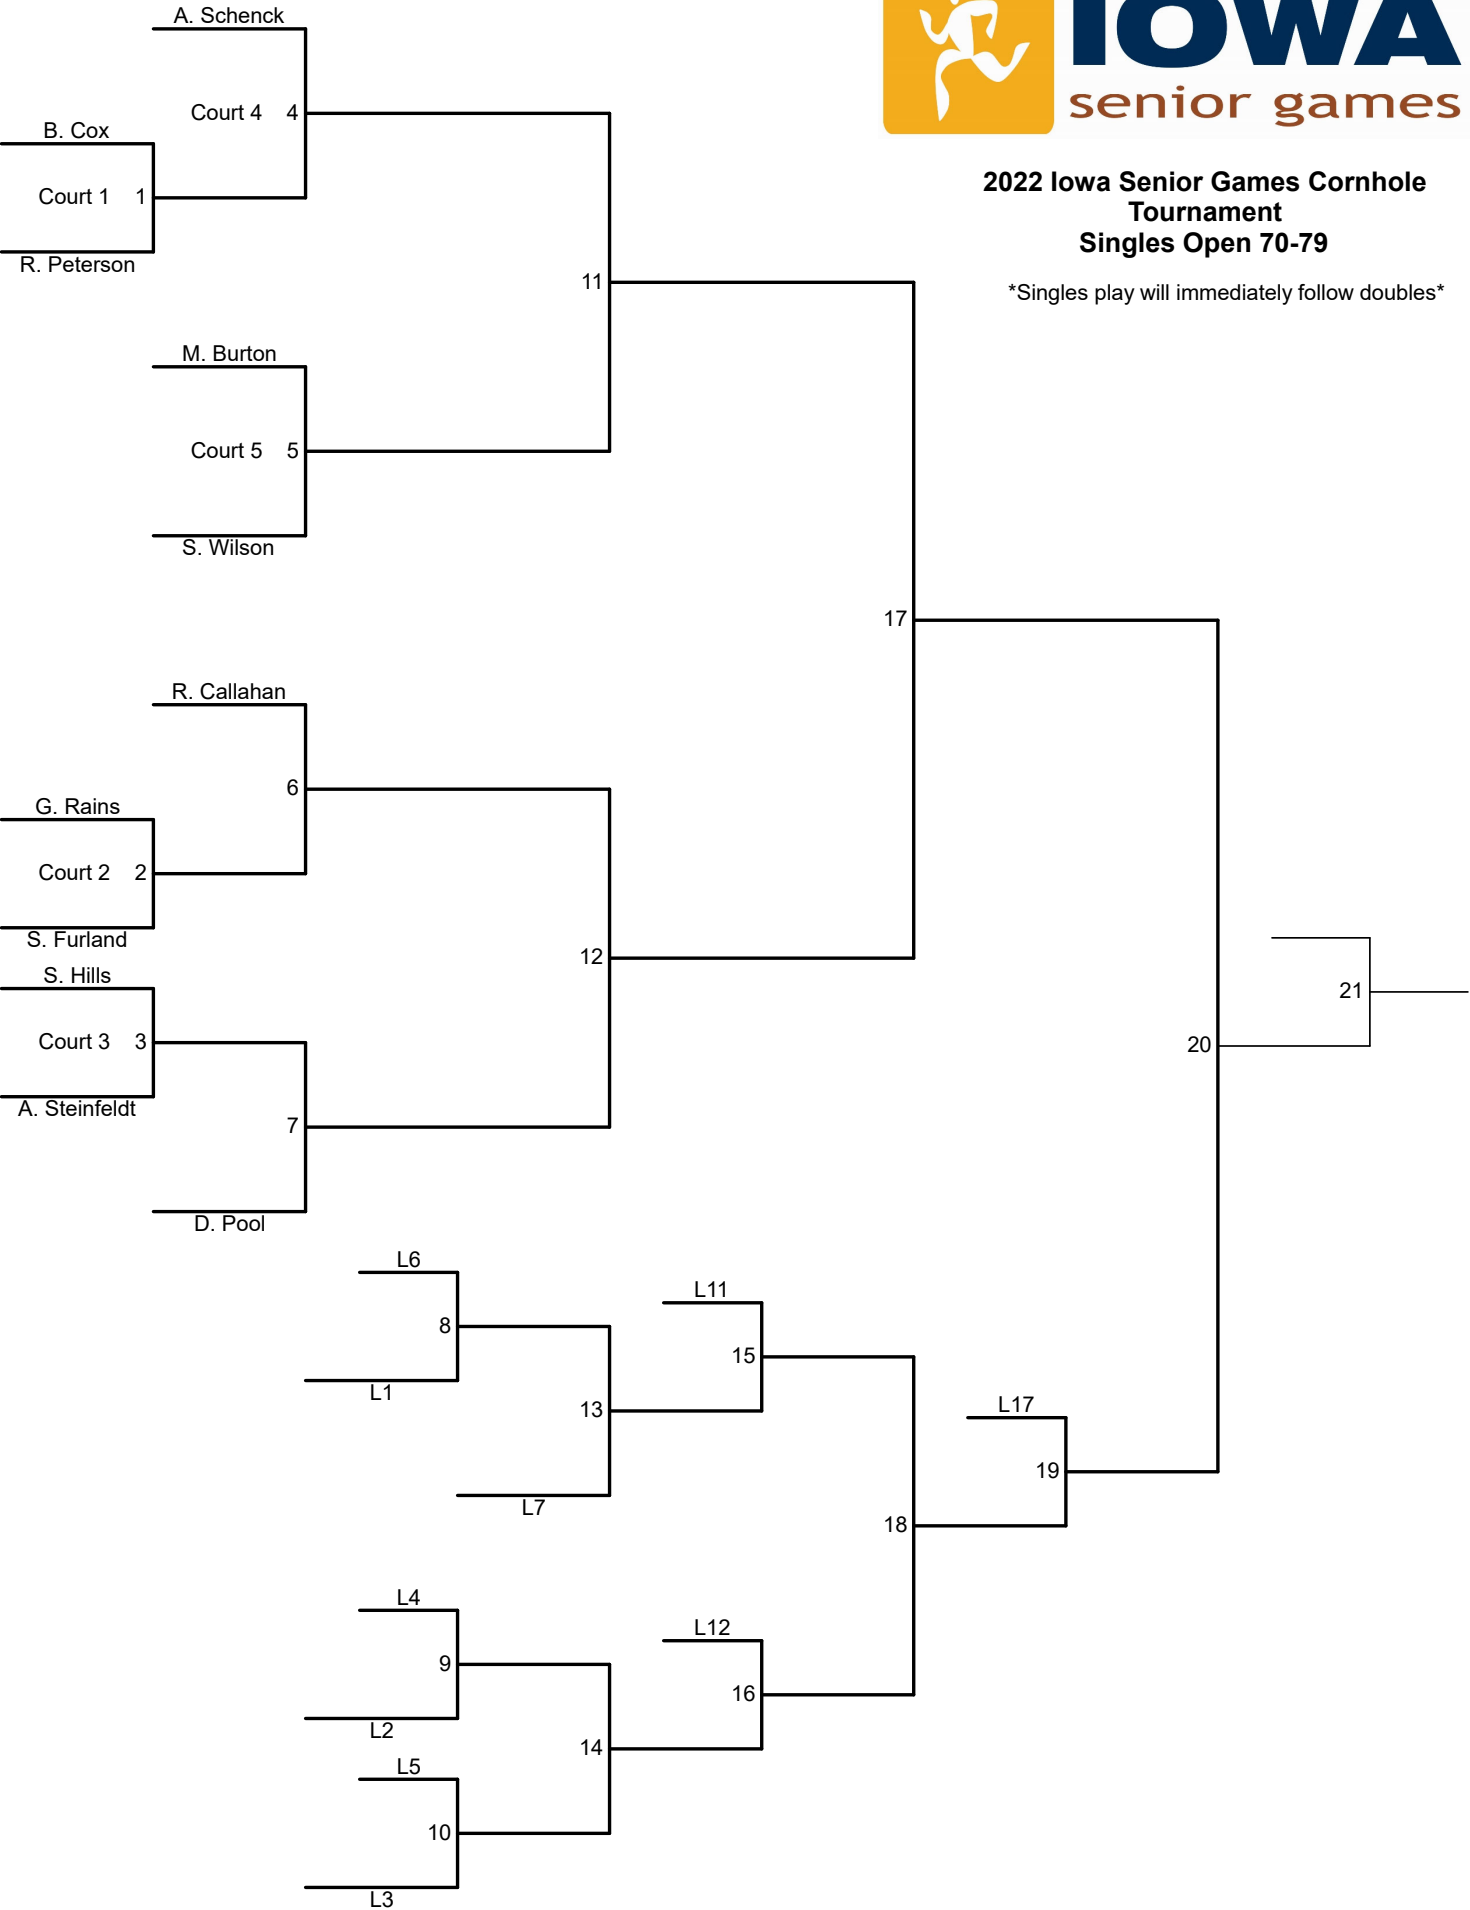 IOWA
senior games
2022 Iowa Senior Games Cornhole
Tournament
Singles Open 70-79
*Singles play will immediately follow doubles*
A. Schenck
Court 4 4
B. Cox
Court 1 1
R. Peterson
11
M. Burton
Court 5 5
S. Wilson
17
R. Callahan
6
G. Rains
Court 2 2
S. Furland
12
S. Hills
Court 3 3
A. Steinfeldt
7
D. Pool
21
20
L6
8
L1
L11
15
13
L7
L17
19
18
L4
9
L2
L12
16
14
L5
10
L3